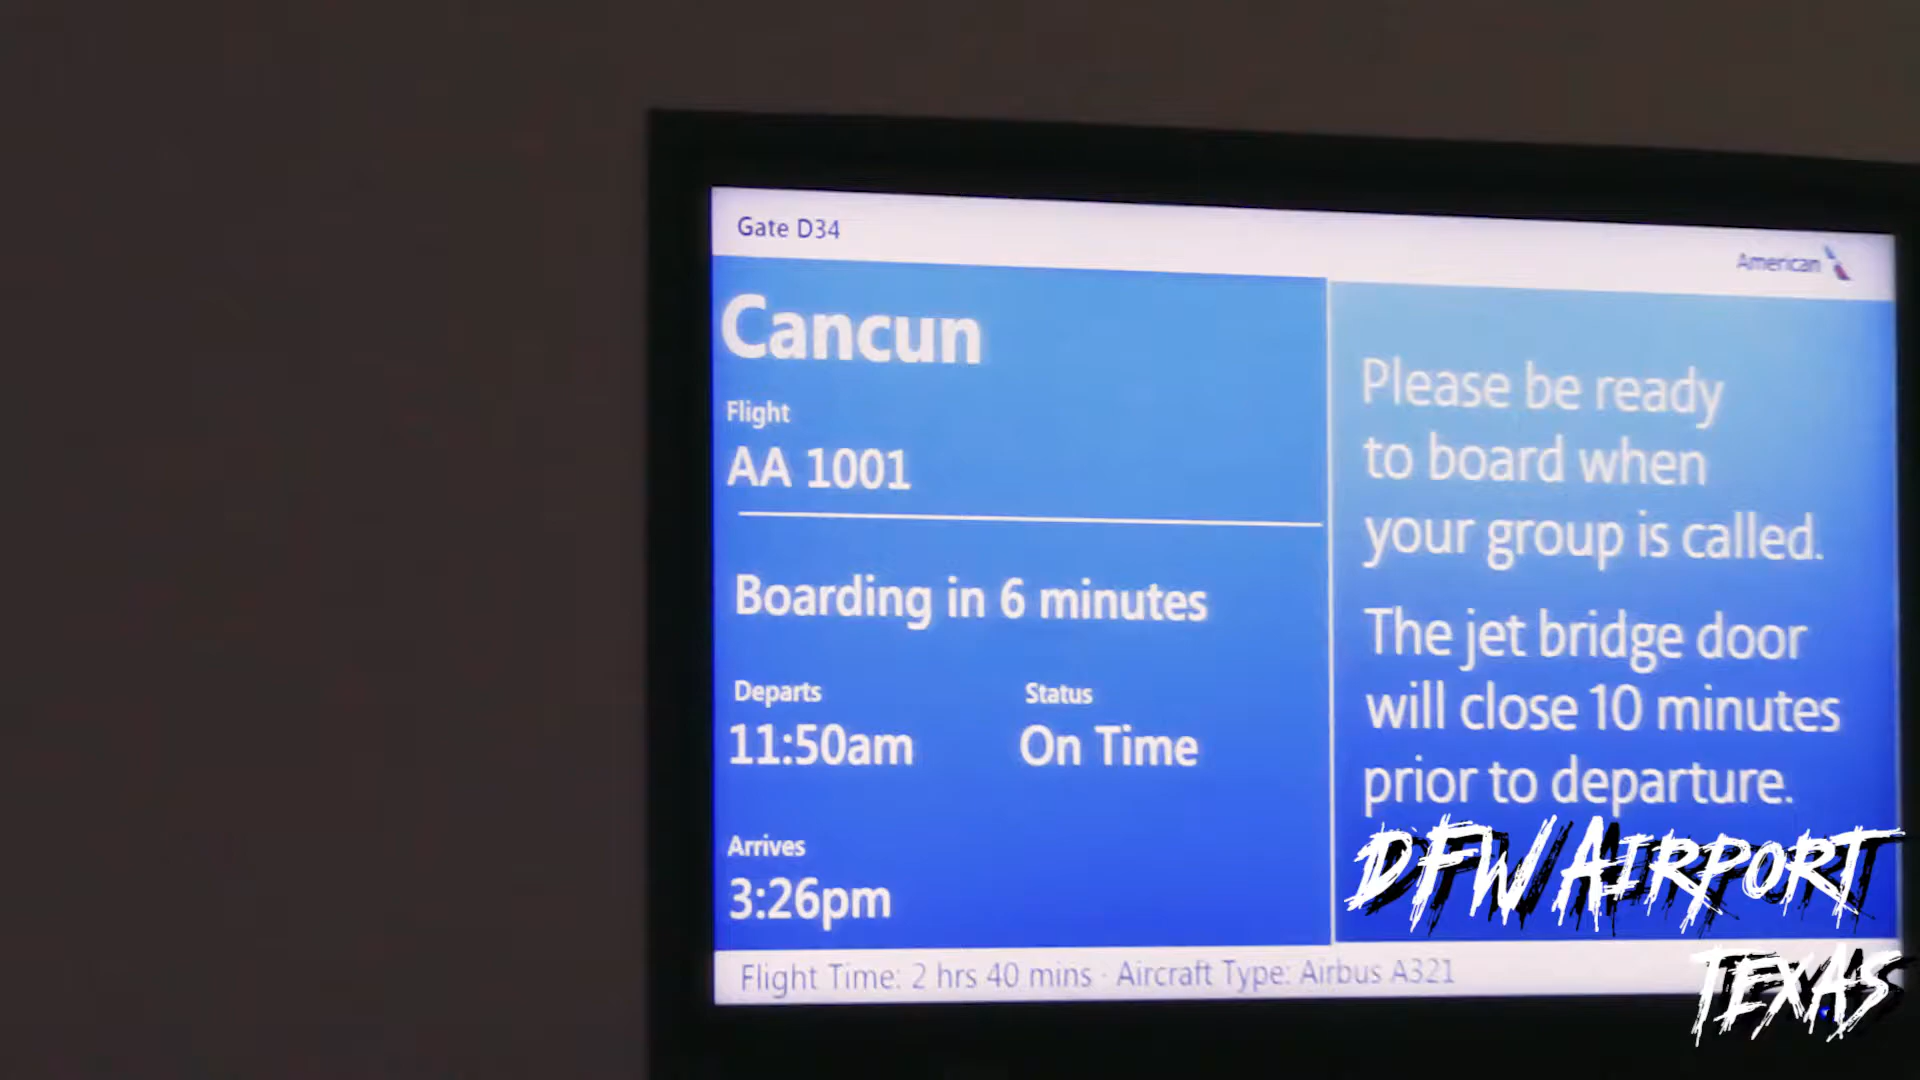 Gate D34
American
Cancun
Flight
AA 1001
Boarding in 6 minutes
Departs
Status
11:50am
On Time
Arrives
3:26pm
Please be ready
to board when
your group is called.
The jet bridge door
will close 10 minutes
prior to departure.
Flight Time: 2 hrs 40 mins · Aircraft Type: Airbus A321
DFW AIRPORT
TEXAS